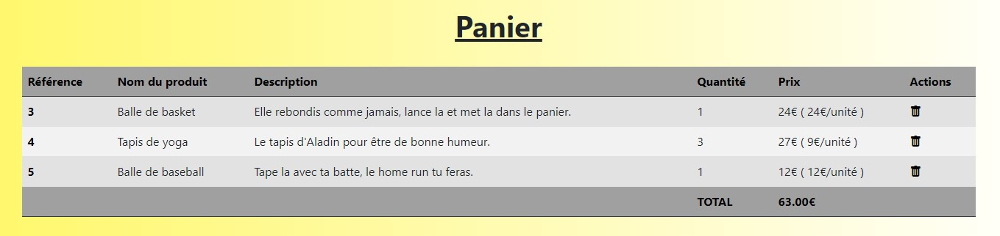 Panier
Référence Nom du produit Description Quantité Prix Actions
3 Balle de basket Elle rebondis comme jamais, lance la et met la dans le panier. 1 24€ ( 24€/unité )
4 Tapis de yoga Le tapis d'Aladin pour être de bonne humeur. 3 27€ ( 9€/unité )
5 Balle de baseball Tape la avec ta batte, le home run tu feras. 1 12€ ( 12€/unité )
TOTAL 63.00€